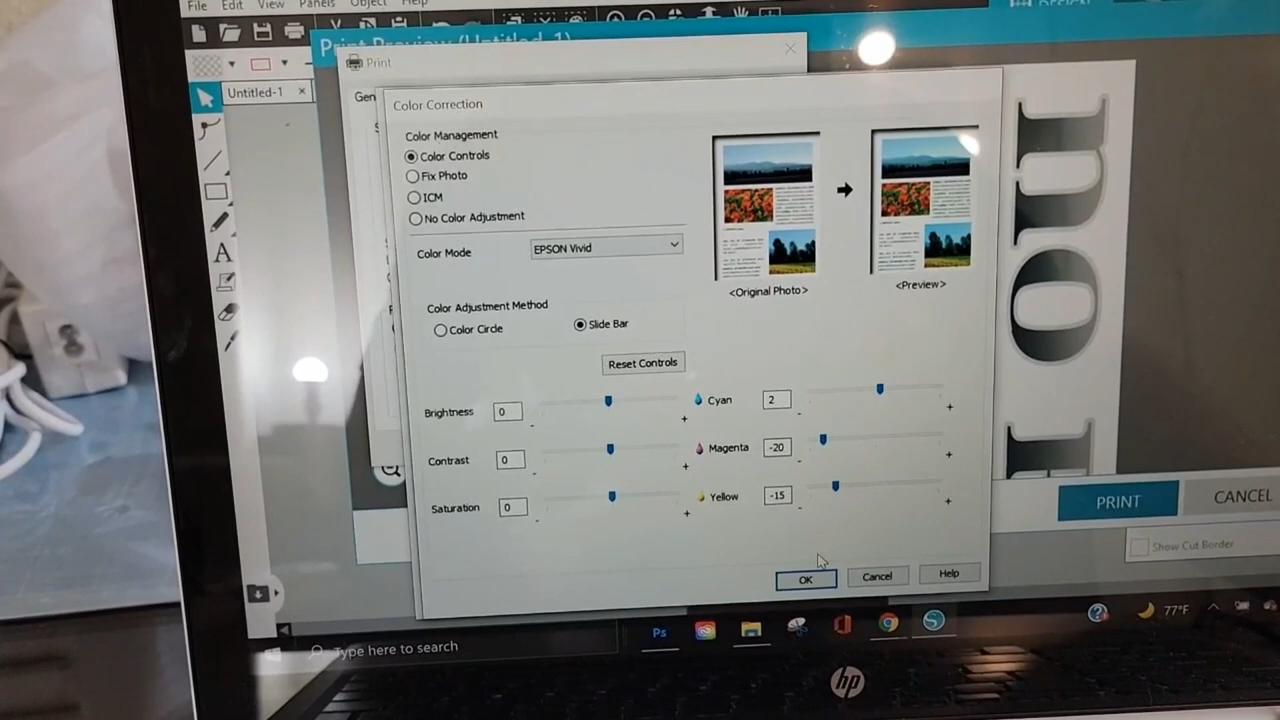 File Edit View Panels Object Help
Print Preview (Untitled-1)
Print
Untitled-1 ×
Gen
Color Correction
Color Management
Color Controls
Fix Photo
ICM
No Color Adjustment
Color Mode EPSON Vivid
<Original Photo> <Preview>
Color Adjustment Method
Color Circle Slide Bar
Reset Controls
Brightness 0 - +
Cyan 2 - +
Contrast 0 - +
Magenta -20 - +
Saturation 0 - +
Yellow -15 - +
OK Cancel Help
PRINT CANCEL
Show Cut Border
Type here to search
Ps
S
77°F
hp